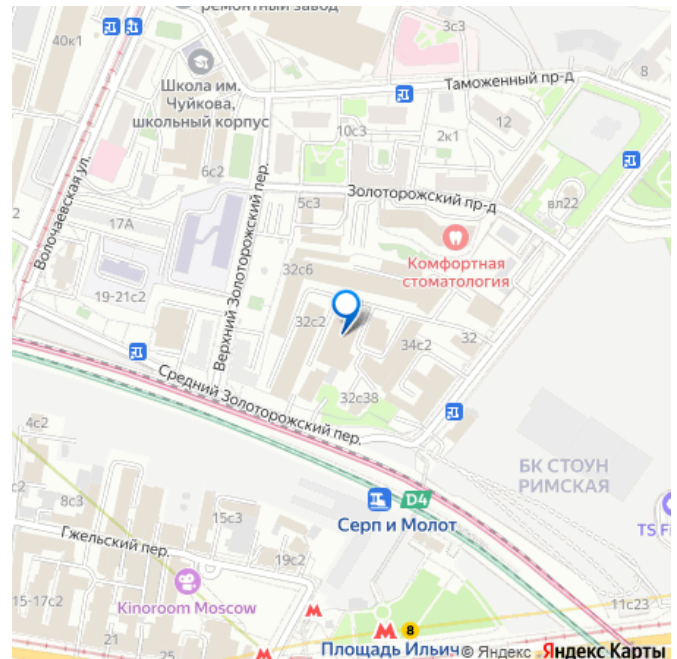 ремонтный завод
40к1
3с3
8
Школа им.
Чуйкова,
школьный корпус
Таможенный пр-д
10с3
2к1
12
6с2
Волочаевская ул.
Верхний Золоторожский пер.
5с3
Золоторожский пр-д
вл22
2
17А
Комфортная
стоматология
32с6
19-21с2
32с2
34с2
32
32с38
Средний Золоторожский пер.
4с2
БК СТОУН
РИМСКАЯ
с2
8с3
15с3
D4
Серп и Молот
TS F
Гжельский пер.
19с2
15-17с2
Kinoroom Moscow
11с23
21
25
8
Площадь Ильич
© Яндекс Яндекс Карты